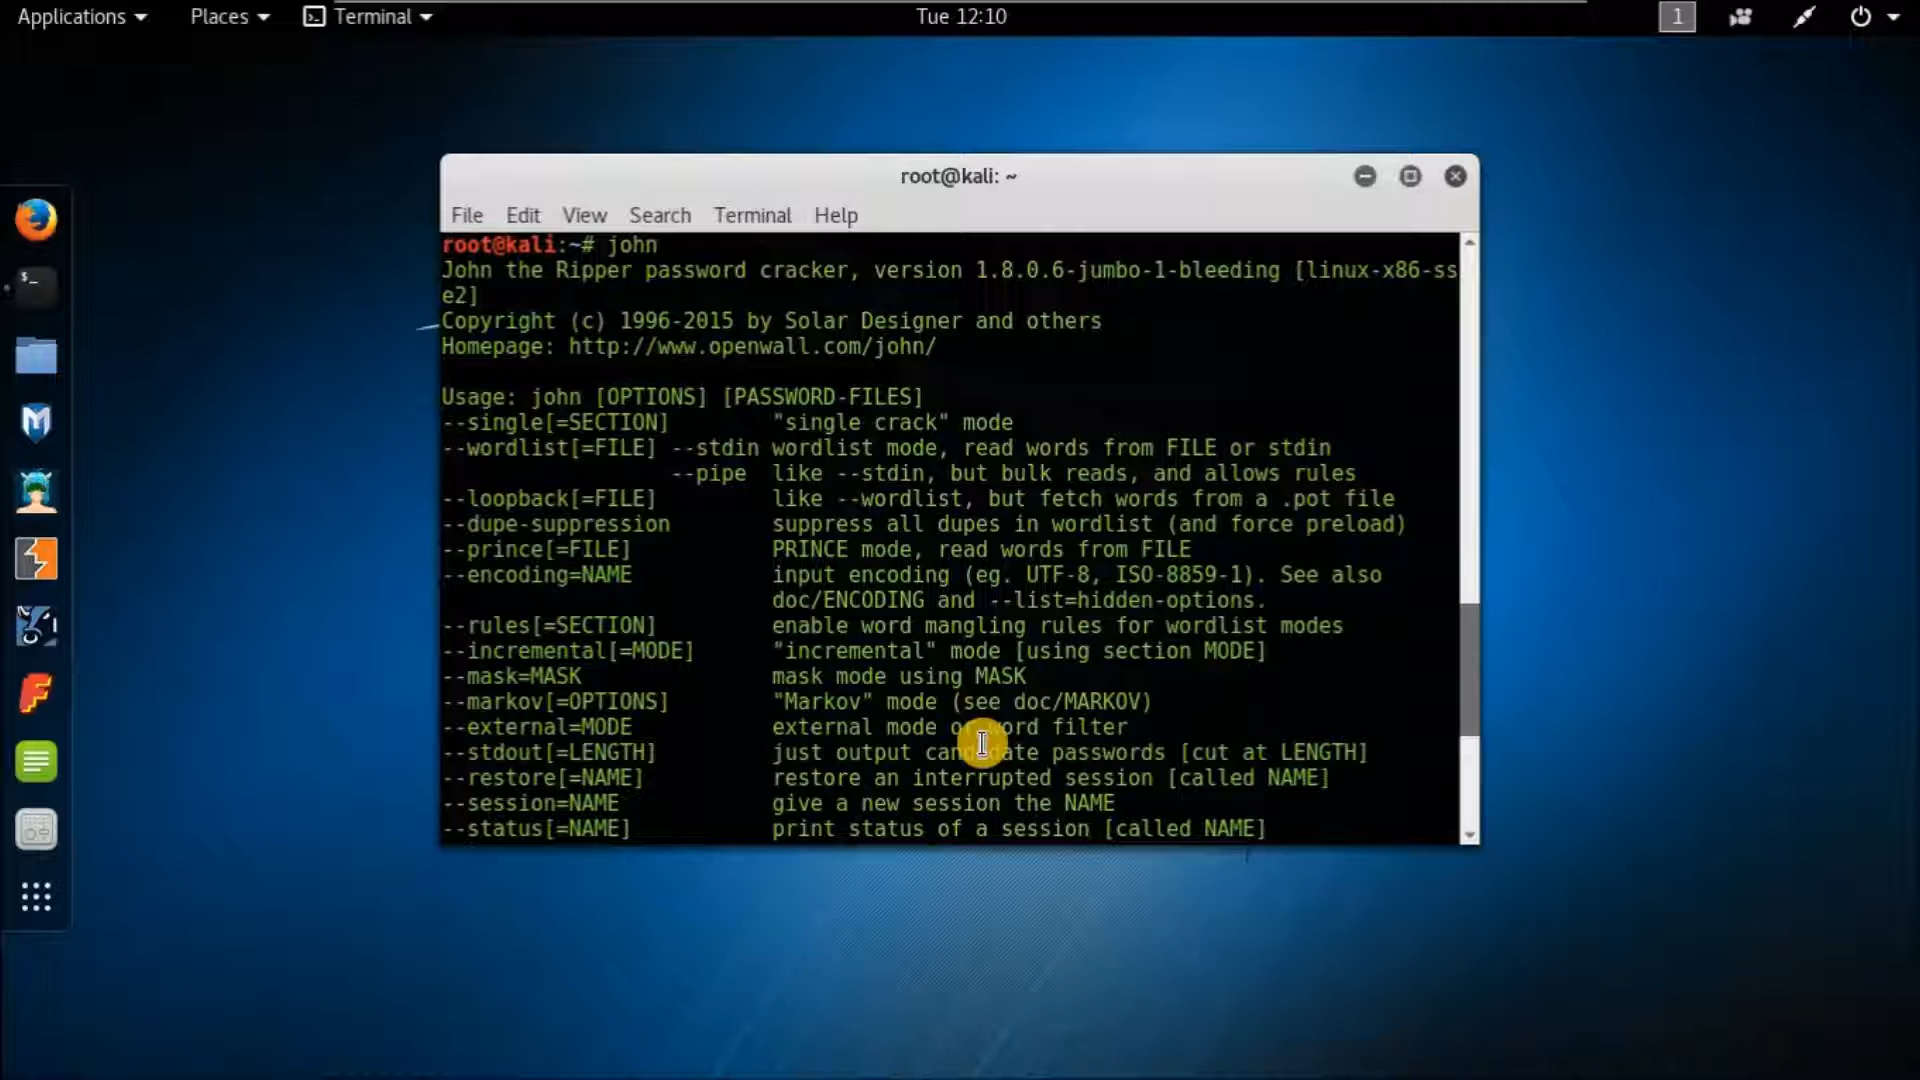 Applications Places Terminal Tue 12:10 1
root@kali: ~
File Edit View Search Terminal Help
root@kali:~# john
John the Ripper password cracker, version 1.8.0.6-jumbo-1-bleeding [linux-x86-ss
e2]
Copyright (c) 1996-2015 by Solar Designer and others
Homepage: http://www.openwall.com/john/
Usage: john [OPTIONS] [PASSWORD-FILES]
--single[=SECTION] "single crack" mode
--wordlist[=FILE] --stdin wordlist mode, read words from FILE or stdin
--pipe like --stdin, but bulk reads, and allows rules
--loopback[=FILE] like --wordlist, but fetch words from a .pot file
--dupe-suppression suppress all dupes in wordlist (and force preload)
--prince[=FILE] PRINCE mode, read words from FILE
--encoding=NAME input encoding (eg. UTF-8, ISO-8859-1). See also
doc/ENCODING and --list=hidden-options.
--rules[=SECTION] enable word mangling rules for wordlist modes
--incremental[=MODE] "incremental" mode [using section MODE]
--mask=MASK mask mode using MASK
--markov[=OPTIONS] "Markov" mode (see doc/MARKOV)
--external=MODE external mode or word filter
--stdout[=LENGTH] just output candidate passwords [cut at LENGTH]
--restore[=NAME] restore an interrupted session [called NAME]
--session=NAME give a new session the NAME
--status[=NAME] print status of a session [called NAME]